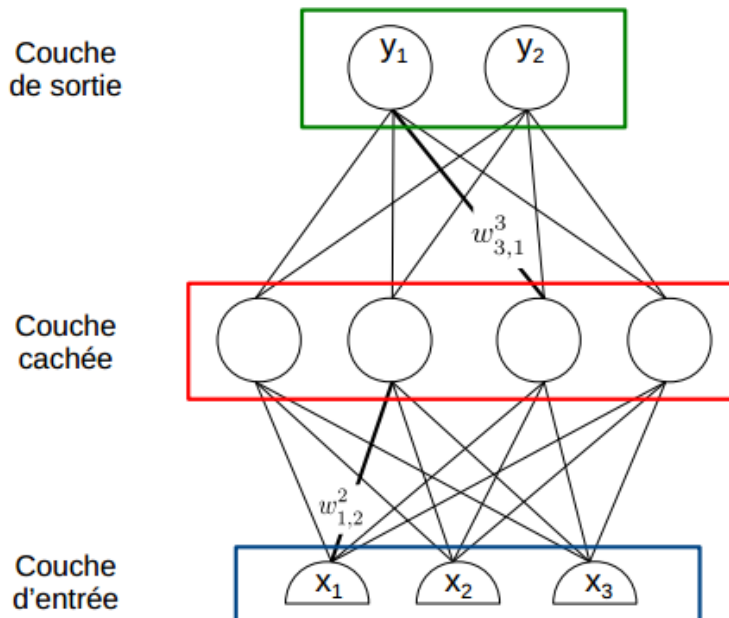 Couche
de sortie
y₁ y₂
w³₃,₁
Couche
cachée
w²₁,₂
Couche
d'entrée
x₁ x₂ x₃